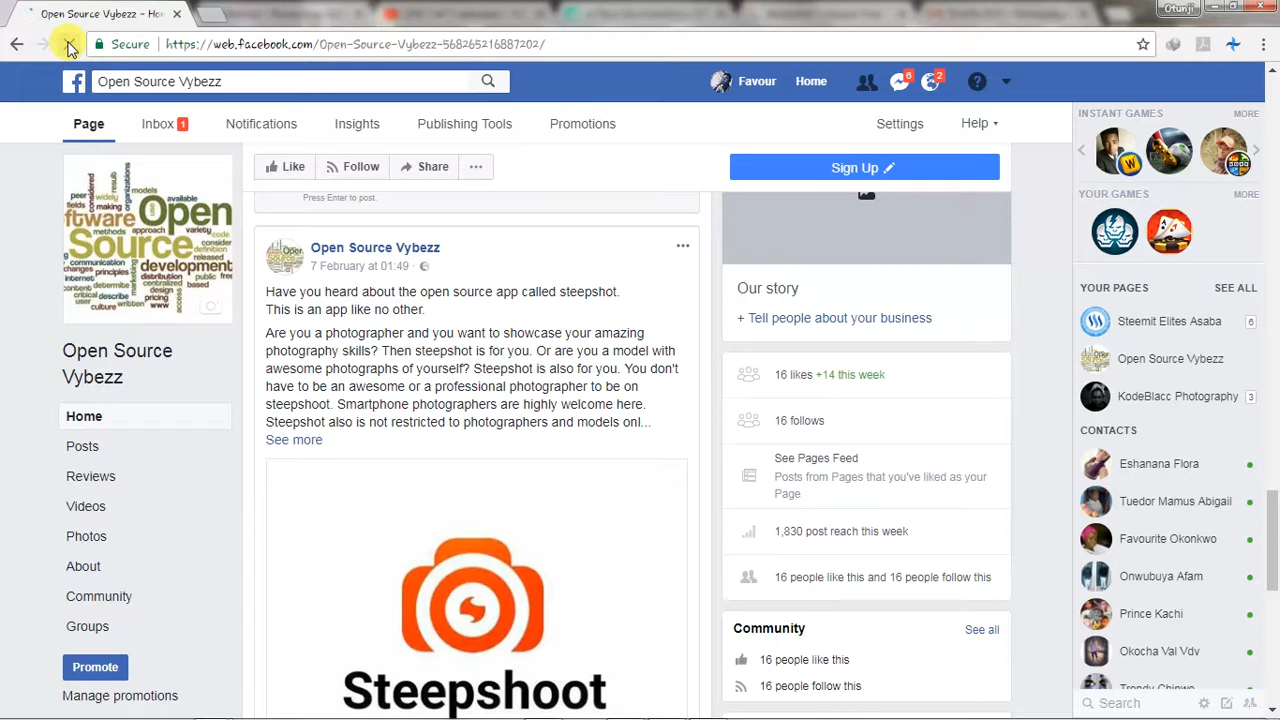 Open Source Vybezz – Ho
Otunji
Secure
https://web.facebook.com/Open-Source-Vybezz-568265216887202/
Open Source Vybezz
Favour
Home
6
2
Page
Inbox 1
Notifications
Insights
Publishing Tools
Promotions
Settings
Help
Like
Follow
Share
Sign Up
Press Enter to post.
Open
Source
development
Open Source
Vybezz
Home
Posts
Reviews
Videos
Photos
About
Community
Groups
Promote
Manage promotions
Open Source Vybezz
7 February at 01:49
Have you heard about the open source app called steepshot.
This is an app like no other.
Are you a photographer and you want to showcase your amazing
photography skills? Then steepshot is for you. Or are you a model with
awesome photographs of yourself? Steepshot is also for you. You don't
have to be an awesome or a professional photographer to be on
steepshoot. Smartphone photographers are highly welcome here.
Steepshot also is not restricted to photographers and models onl...
See more
Steepshoot
Our story
+ Tell people about your business
16 likes +14 this week
16 follows
See Pages Feed
Posts from Pages that you've liked as your
Page
1,830 post reach this week
16 people like this and 16 people follow this
Community
See all
16 people like this
16 people follow this
INSTANT GAMES
MORE
YOUR GAMES
MORE
YOUR PAGES
SEE ALL
Steemit Elites Asaba
6
Open Source Vybezz
KodeBlacc Photography
3
CONTACTS
Eshanana Flora
Tuedor Mamus Abigail
Favourite Okonkwo
Onwubuya Afam
Prince Kachi
Okocha Val Vdv
Trendy Chinwo
Search